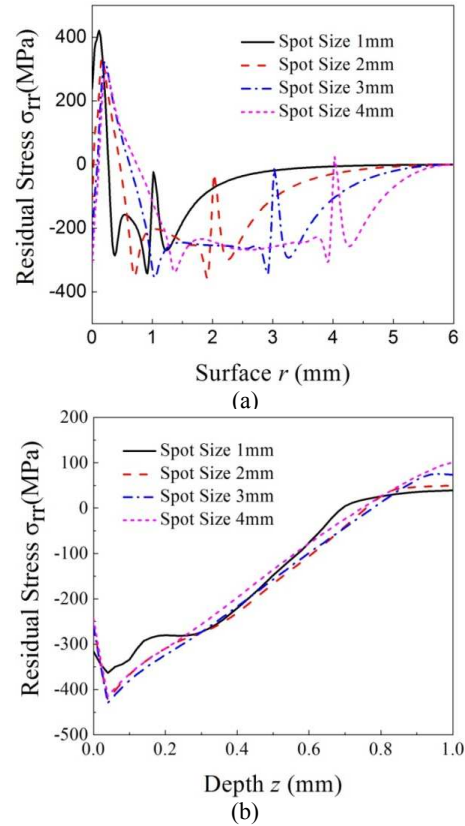 400
200
0
-200
-400
Residual Stress σrr(MPa)
Spot Size 1mm
Spot Size 2mm
Spot Size 3mm
Spot Size 4mm
0 1 2 3 4 5 6
Surface r (mm)
(a)
200
100
0
-100
-200
-300
-400
-500
Residual Stress σrr(MPa)
Spot Size 1mm
Spot Size 2mm
Spot Size 3mm
Spot Size 4mm
0.0 0.2 0.4 0.6 0.8 1.0
Depth z (mm)
(b)